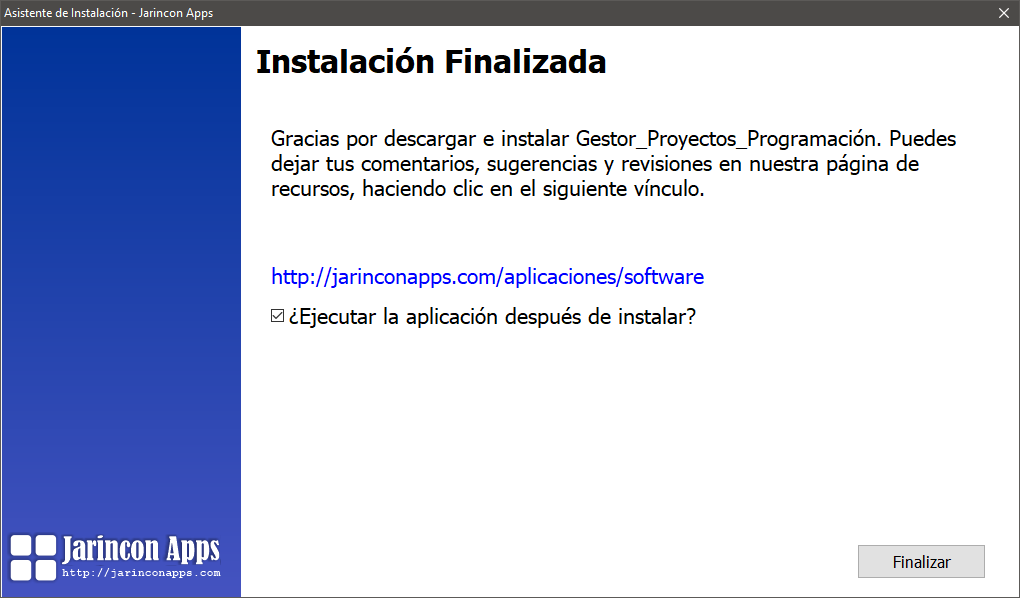 Asistente de Instalación - Jarincon Apps
Instalación Finalizada
Gracias por descargar e instalar Gestor_Proyectos_Programación. Puedes
dejar tus comentarios, sugerencias y revisiones en nuestra página de
recursos, haciendo clic en el siguiente vínculo.
http://jarinconapps.com/aplicaciones/software
¿Ejecutar la aplicación después de instalar?
Jarincon Apps
http://jarinconapps.com
Finalizar